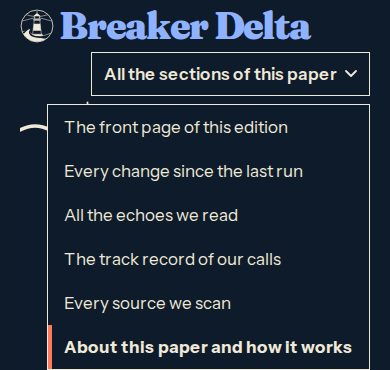 Breaker Delta
All the sections of this paper
The front page of this edition
Every change since the last run
All the echoes we read
The track record of our calls
Every source we scan
About this paper and how it works